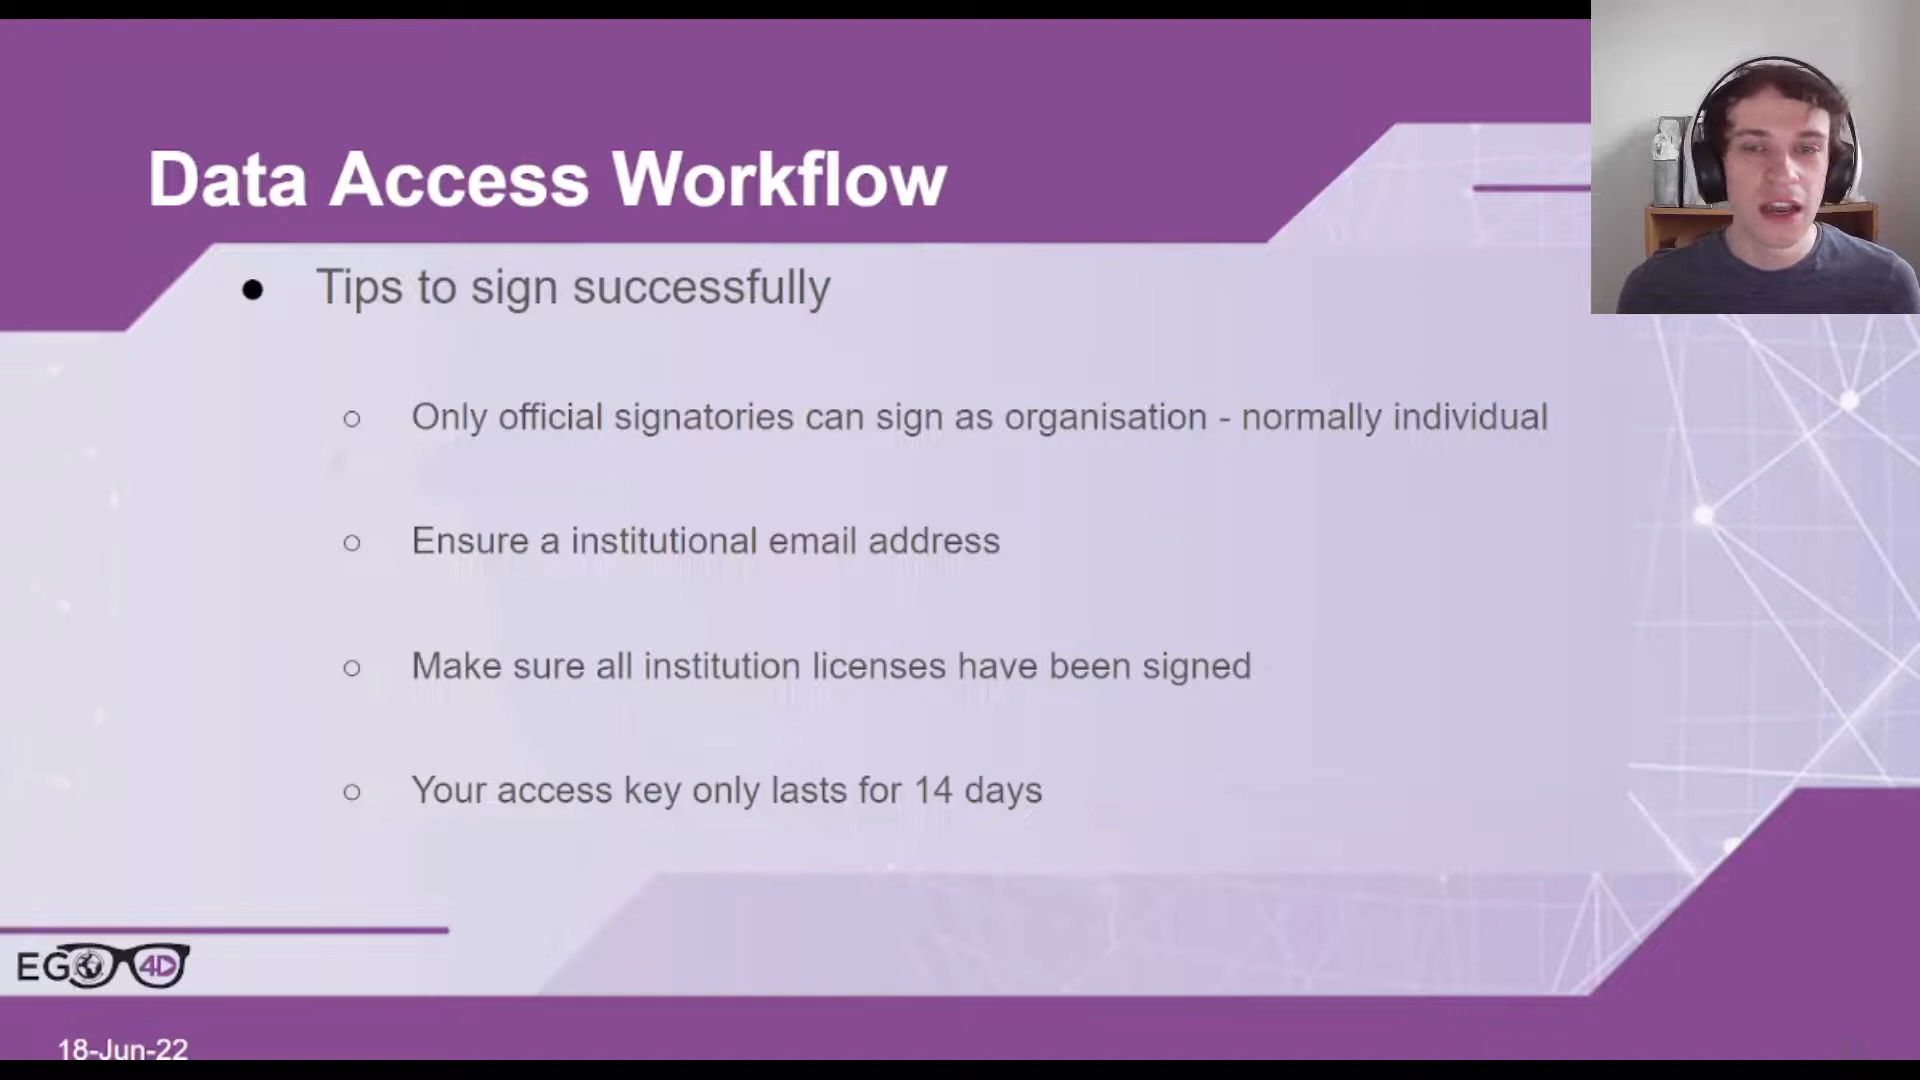 Data Access Workflow
Tips to sign successfully
Only official signatories can sign as organisation - normally individual
Ensure a institutional email address
Make sure all institution licenses have been signed
Your access key only lasts for 14 days
EGO4D
18-Jun-22